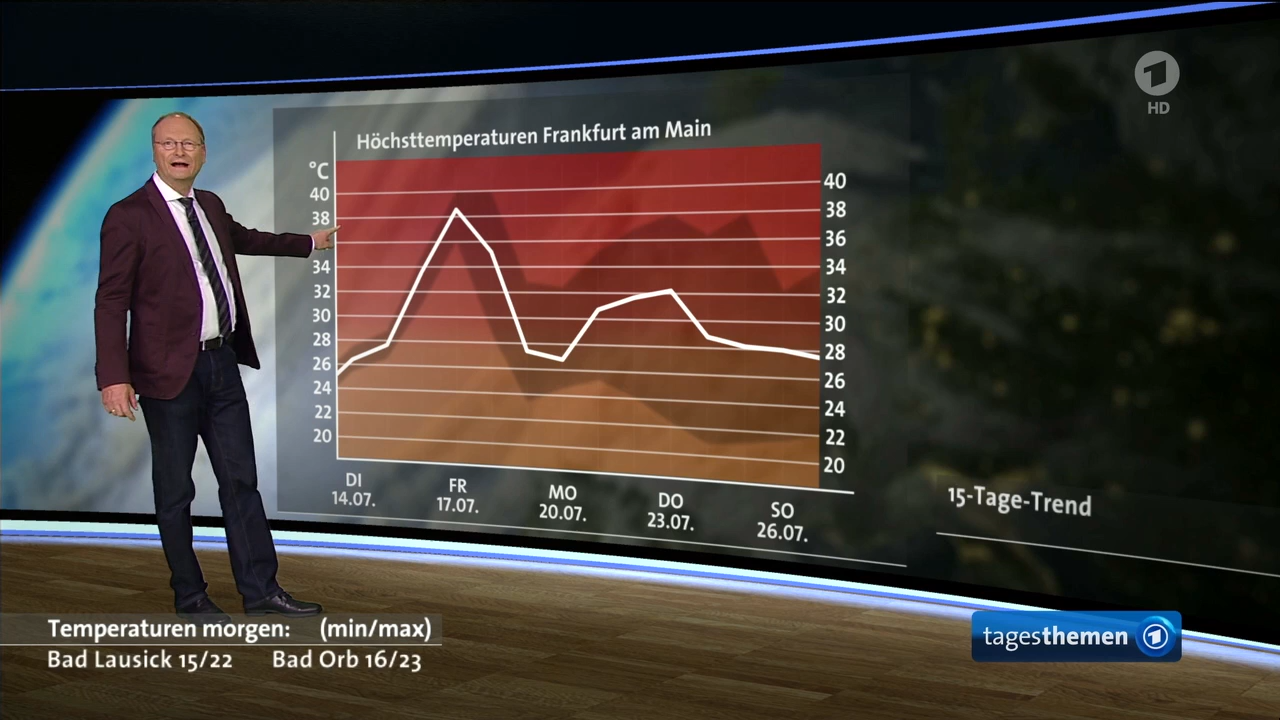 1
HD
Höchsttemperaturen Frankfurt am Main
°C
40
38
34
32
30
28
26
24
22
20
40
38
36
34
32
30
28
26
24
22
20
DI
14.07.
FR
17.07.
MO
20.07.
DO
23.07.
SO
26.07.
15-Tage-Trend
Temperaturen morgen: (min/max)
Bad Lausick 15/22 Bad Orb 16/23
tagesthemen 1